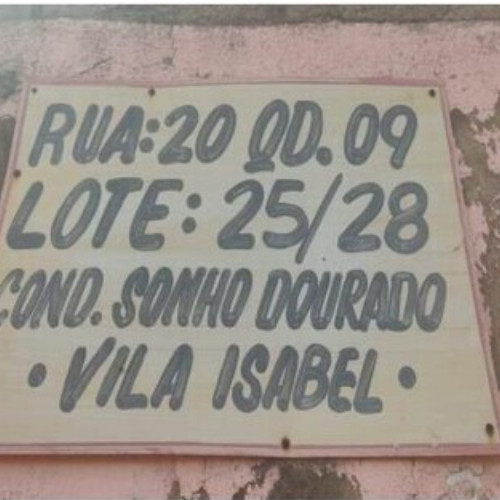 RUA:20 QD.09
LOTE: 25/28
COND. SONHO DOURADO
• VILA ISABEL •